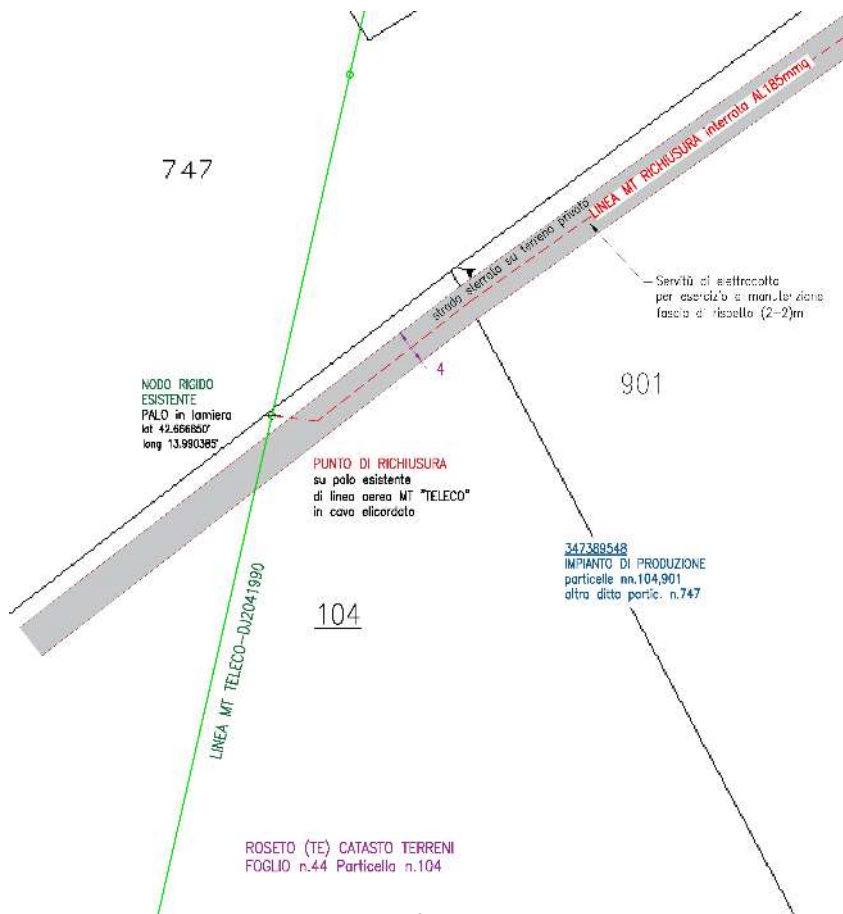 747
LINEA MT RICHIUSURA interrata AL185mmq
strada sterrata su terreno privato
Servitù di elettrocotto
per esercizio e manutenzione
fascia di rispetto (2-2)m
4
901
NODO RIGIDO
ESISTENTE
PALO in lamiera
lat 42.666850°
long 13.990385°
PUNTO DI RICHIUSURA
su palo esistente
di linea aerea MT "TELECO"
in cavo elicordato
347389548
IMPIANTO DI PRODUZIONE
particelle nn.104,901
altra ditta partic. n.747
104
LINEA MT TELECO-DJ2041990
ROSETO (TE) CATASTO TERRENI
FOGLIO n.44 Particella n.104